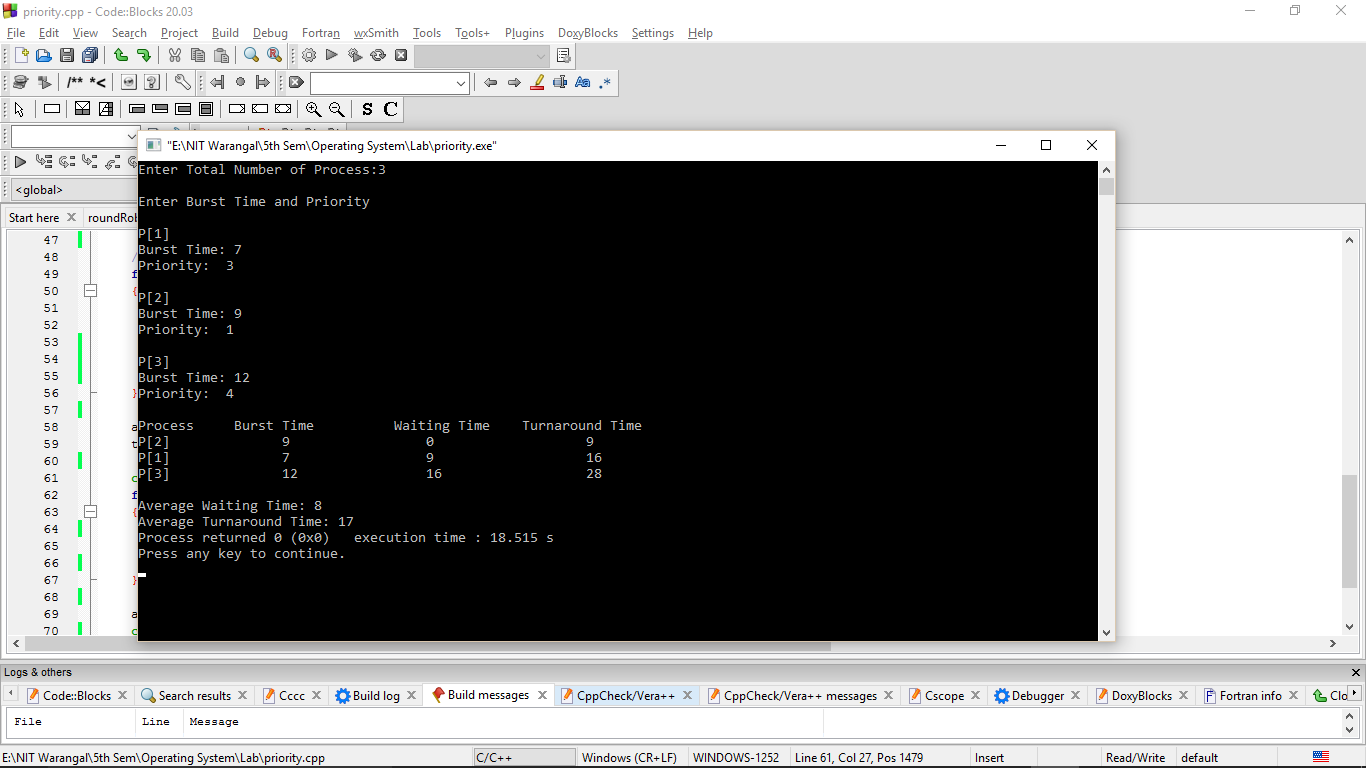 priority.cpp - Code::Blocks 20.03
File Edit View Search Project Build Debug Fortran wxSmith Tools Tools+ Plugins DoxyBlocks Settings Help
/** *<
Aa .*
S C
"E:\NIT Warangal\5th Sem\Operating System\Lab\priority.exe"
<global>
Start here roundRob
Enter Total Number of Process:3
Enter Burst Time and Priority
P[1]
Burst Time: 7
Priority: 3
P[2]
Burst Time: 9
Priority: 1
P[3]
Burst Time: 12
Priority: 4
Process Burst Time Waiting Time Turnaround Time
P[2] 9 0 9
P[1] 7 9 16
P[3] 12 16 28
Average Waiting Time: 8
Average Turnaround Time: 17
Process returned 0 (0x0) execution time : 18.515 s
Press any key to continue.
47
48 /
49 f
50 {
51
52
53
54
55
56 }
57
58 a
59 t
60
61 c
62 f
63 {
64
65
66
67 }
68
69 a
70 c
Logs & others
Code::Blocks Search results Cccc Build log Build messages CppCheck/Vera++ CppCheck/Vera++ messages Cscope Debugger DoxyBlocks Fortran info Clo
File Line Message
E:\NIT Warangal\5th Sem\Operating System\Lab\priority.cpp C/C++ Windows (CR+LF) WINDOWS-1252 Line 61, Col 27, Pos 1479 Insert Read/Write default